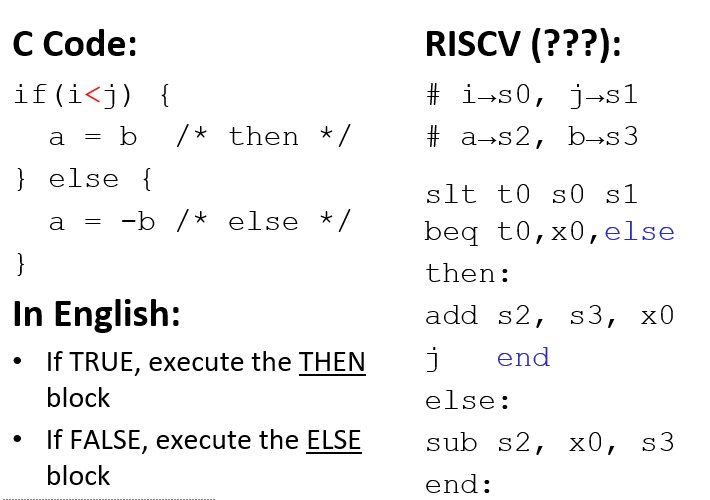 C Code:
if(i<j) {
a = b /* then */
} else {
a = -b /* else */
}
In English:
• If TRUE, execute the THEN
block
• If FALSE, execute the ELSE
block
RISCV (???):
# i→s0, j→s1
# a→s2, b→s3
slt t0 s0 s1
beq t0,x0,else
then:
add s2, s3, x0
j end
else:
sub s2, x0, s3
end: